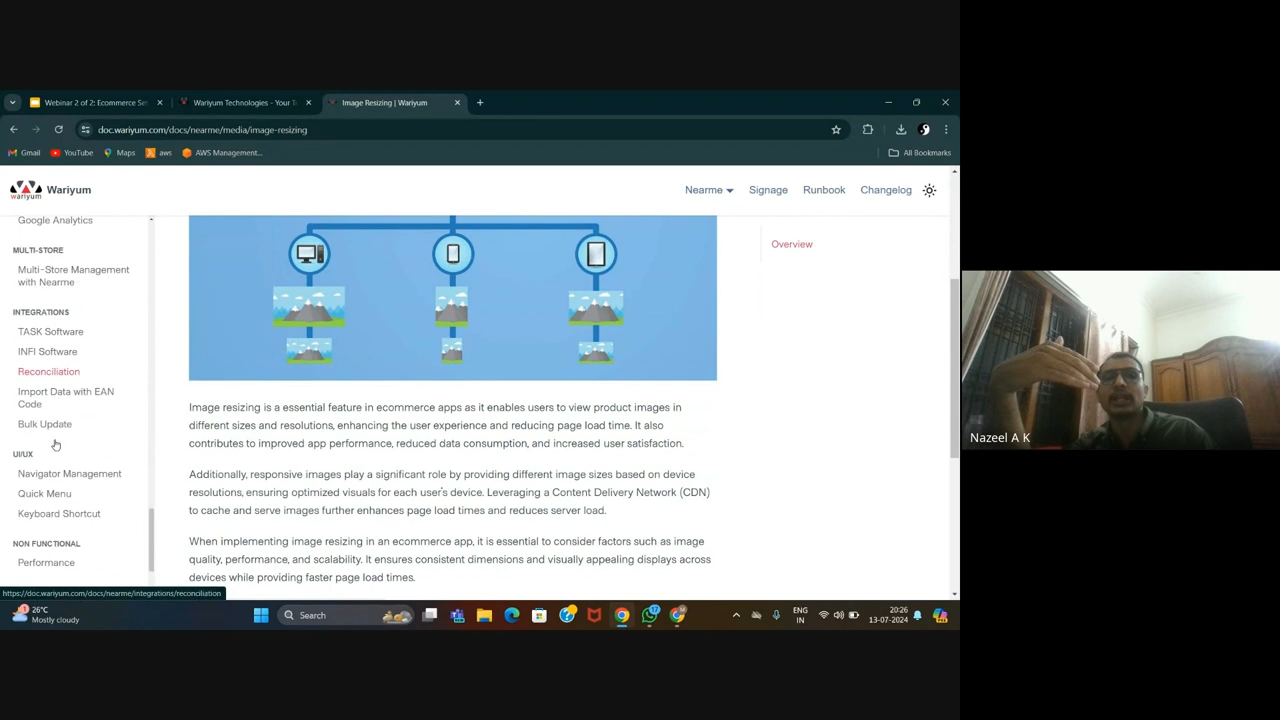 Webinar 2 of 2: Ecommerce Se
Wariyum Technologies - Your T
Image Resizing | Wariyum
doc.wariyum.com/docs/nearme/media/image-resizing
Gmail
YouTube
Maps
aws
AWS Management...
All Bookmarks
wariyum
Wariyum
Nearme
Signage
Runbook
Changelog
Google Analytics
MULTI-STORE
Multi-Store Management
with Nearme
INTEGRATIONS
TASK Software
INFI Software
Reconciliation
Import Data with EAN
Code
Bulk Update
UI/UX
Navigator Management
Quick Menu
Keyboard Shortcut
NON FUNCTIONAL
Performance
Overview
Image resizing is a essential feature in ecommerce apps as it enables users to view product images in
different sizes and resolutions, enhancing the user experience and reducing page load time. It also
contributes to improved app performance, reduced data consumption, and increased user satisfaction.
Additionally, responsive images play a significant role by providing different image sizes based on device
resolutions, ensuring optimized visuals for each user's device. Leveraging a Content Delivery Network (CDN)
to cache and serve images further enhances page load times and reduces server load.
When implementing image resizing in an ecommerce app, it is essential to consider factors such as image
quality, performance, and scalability. It ensures consistent dimensions and visually appealing displays across
devices while providing faster page load times.
https://doc.wariyum.com/docs/nearme/integrations/reconciliation
1
26°C
Mostly cloudy
Search
17
ENG
IN
20:26
13-07-2024
Nazeel A K